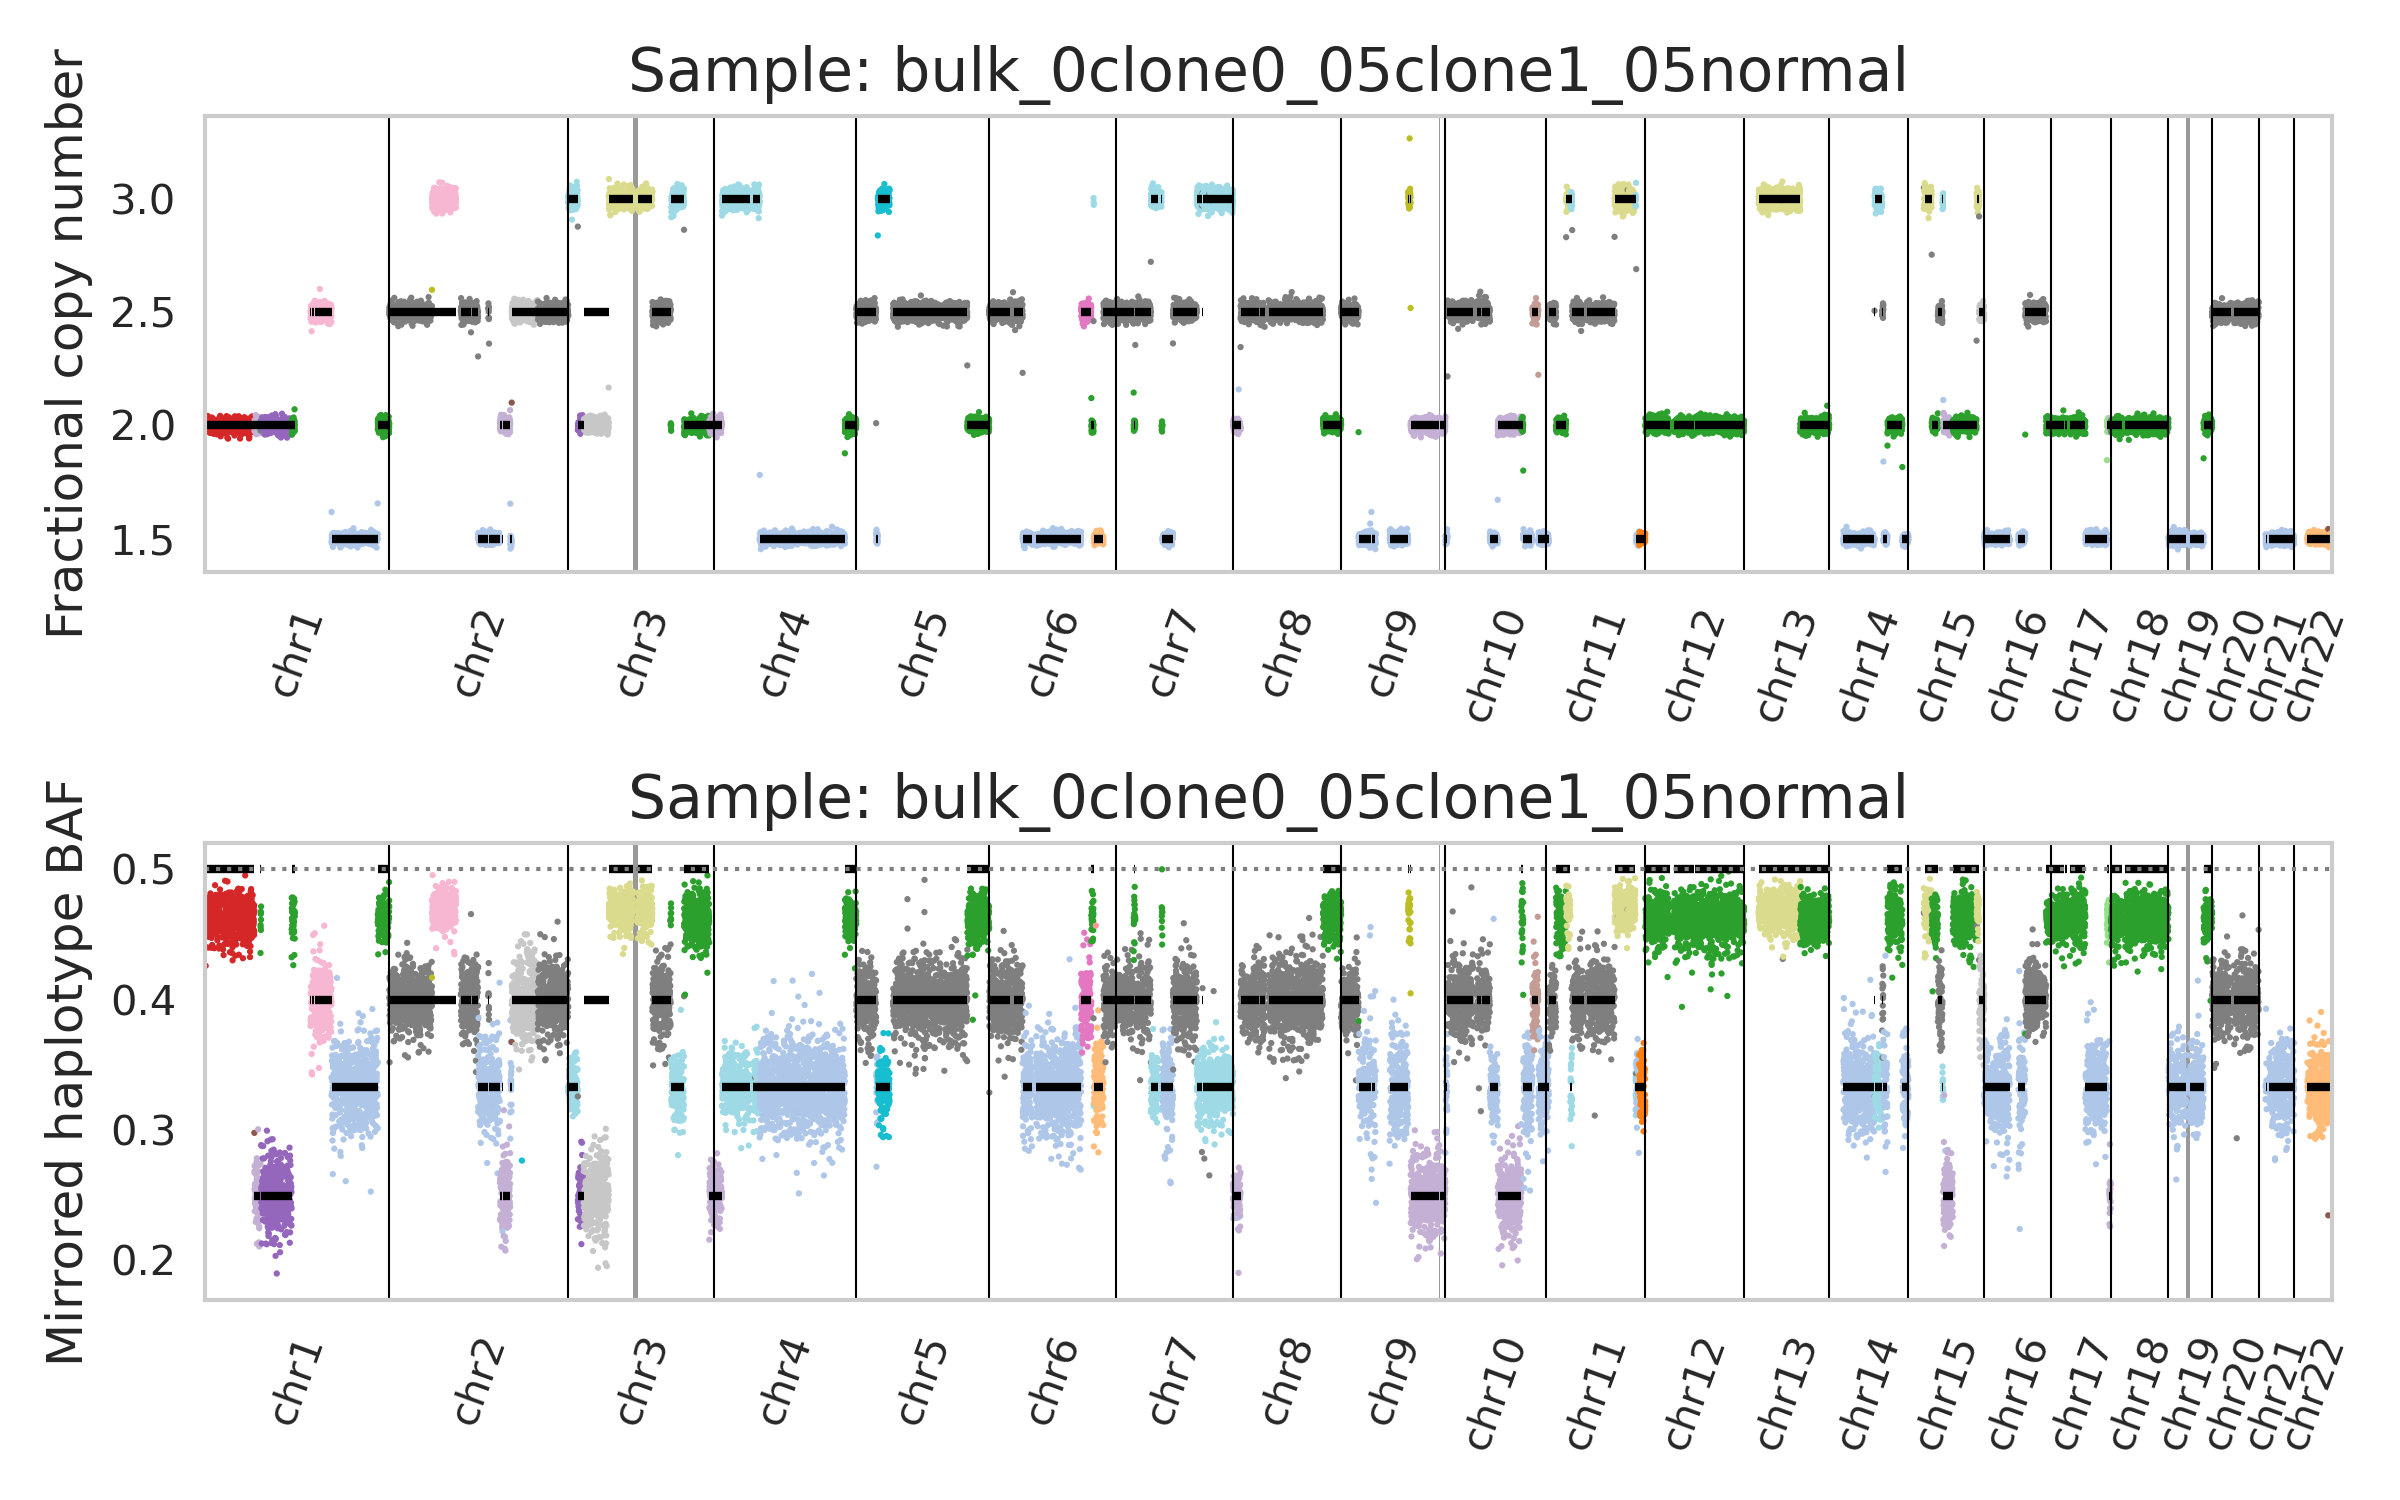 Sample: bulk_0clone0_05clone1_05normal
Fractional copy number
3.0
2.5
2.0
1.5
chr1 chr2 chr3 chr4 chr5 chr6 chr7 chr8 chr9 chr10 chr11 chr12 chr13 chr14 chr15 chr16 chr17 chr18 chr19 chr20 chr21 chr22
Sample: bulk_0clone0_05clone1_05normal
Mirrored haplotype BAF
0.5
0.4
0.3
0.2
chr1 chr2 chr3 chr4 chr5 chr6 chr7 chr8 chr9 chr10 chr11 chr12 chr13 chr14 chr15 chr16 chr17 chr18 chr19 chr20 chr21 chr22